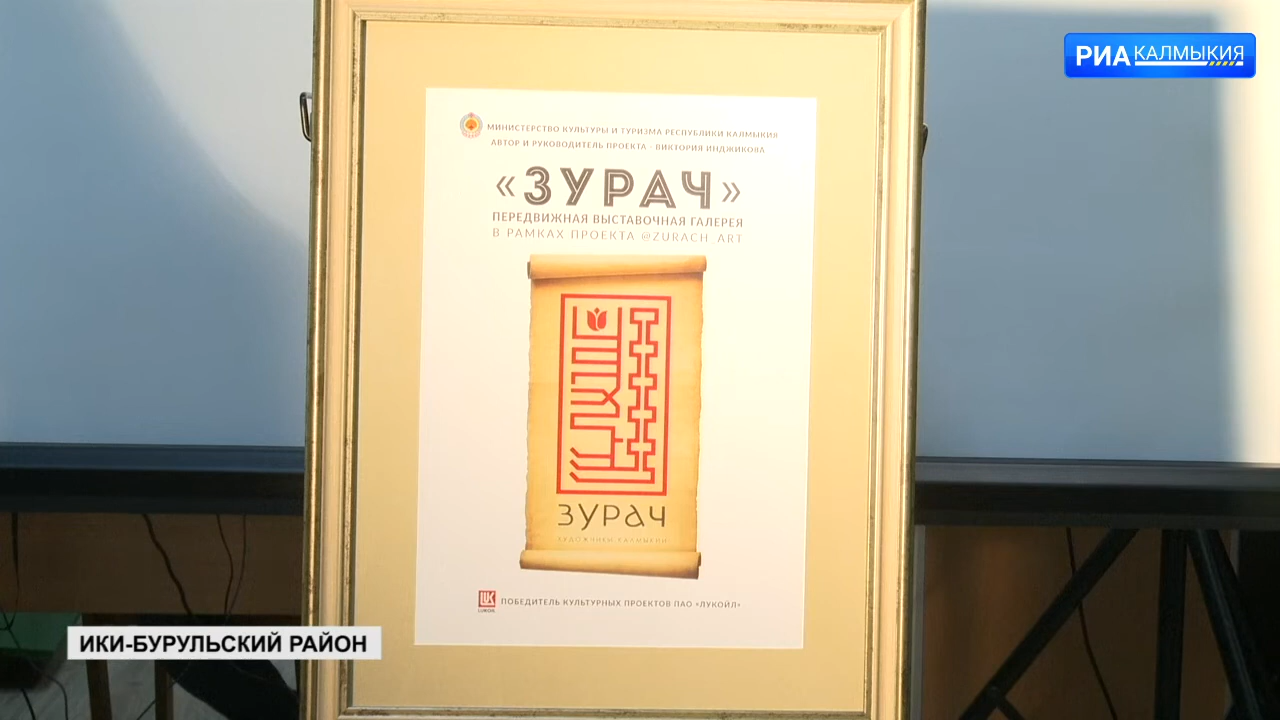 РИА КАЛМЫКИЯ
МИНИСТЕРСТВО КУЛЬТУРЫ И ТУРИЗМА РЕСПУБЛИКИ КАЛМЫКИЯ
АВТОР И РУКОВОДИТЕЛЬ ПРОЕКТА - ВИКТОРИЯ ИНДЖИКОВА
«ЗУРАЧ»
ПЕРЕДВИЖНАЯ ВЫСТАВОЧНАЯ ГАЛЕРЕЯ
В РАМКАХ ПРОЕКТА @ZURACH_ART
ЗУРАЧ
ХУДОЖНИКИ КАЛМЫКИИ
LUKOIL
ПОБЕДИТЕЛЬ КУЛЬТУРНЫХ ПРОЕКТОВ ПАО «ЛУКОЙЛ»
ИКИ-БУРУЛЬСКИЙ РАЙОН